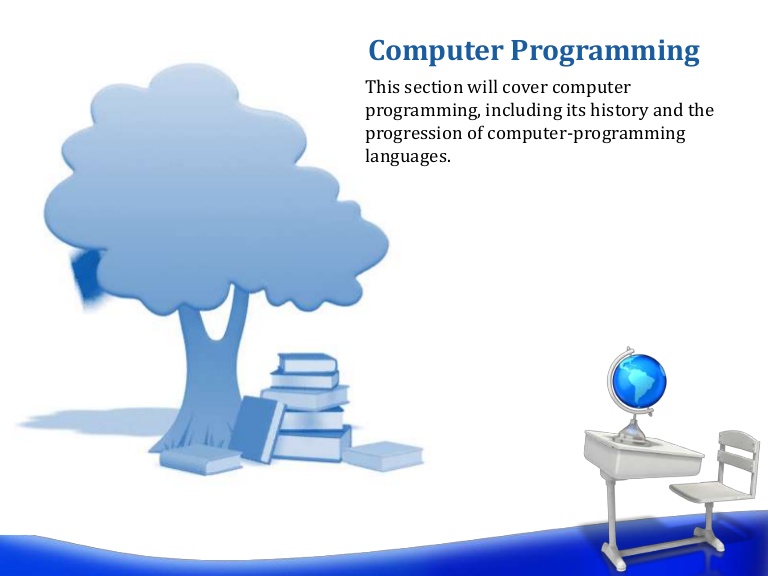 Computer Programming
This section will cover computer
programming, including its history and the
progression of computer-programming
languages.